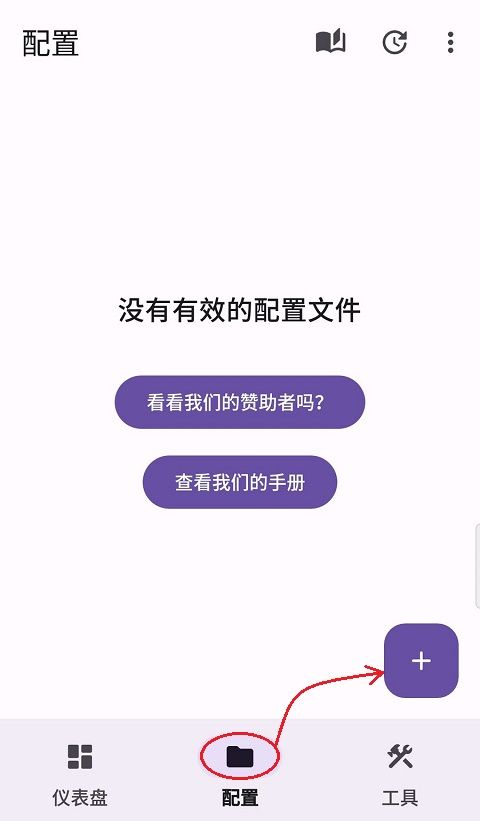 配置
没有有效的配置文件
看看我们的赞助者吗？
查看我们的手册
仪表盘
配置
工具